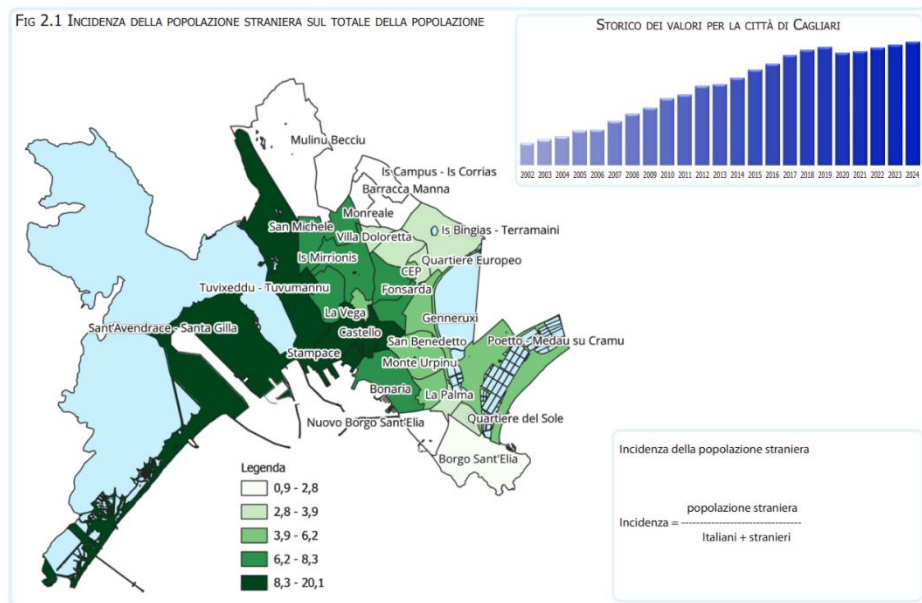 FIG 2.1 INCIDENZA DELLA POPOLAZIONE STRANIERA SUL TOTALE DELLA POPOLAZIONE
STORICO DEI VALORI PER LA CITTÀ DI CAGLIARI
2002 2003 2004 2005 2006 2007 2008 2009 2010 2011 2012 2013 2014 2015 2016 2017 2018 2019 2020 2021 2022 2023 2024
Mulinu Becciu
Is Campus - Is Corrias
Barracca Manna
Monreale
San Michele
Villa Doloretta
Is Bingias - Terramaini
Is Mirrionis
Quartiere Europeo
CEP
Tuvixeddu - Tuvumannu
Fonsarda
La Vega
Genneruxi
Sant'Avendrace - Santa Gilla
Castello
San Benedetto
Poetto - Medau su Cramu
Stampace
Monte Urpinu
Bonaria
La Palma
Nuovo Borgo Sant'Elia
Quartiere del Sole
Borgo Sant'Elia
Legenda
0,9 - 2,8
2,8 - 3,9
3,9 - 6,2
6,2 - 8,3
8,3 - 20,1
Incidenza della popolazione straniera
popolazione straniera
Incidenza = --------------------------------
Italiani + stranieri